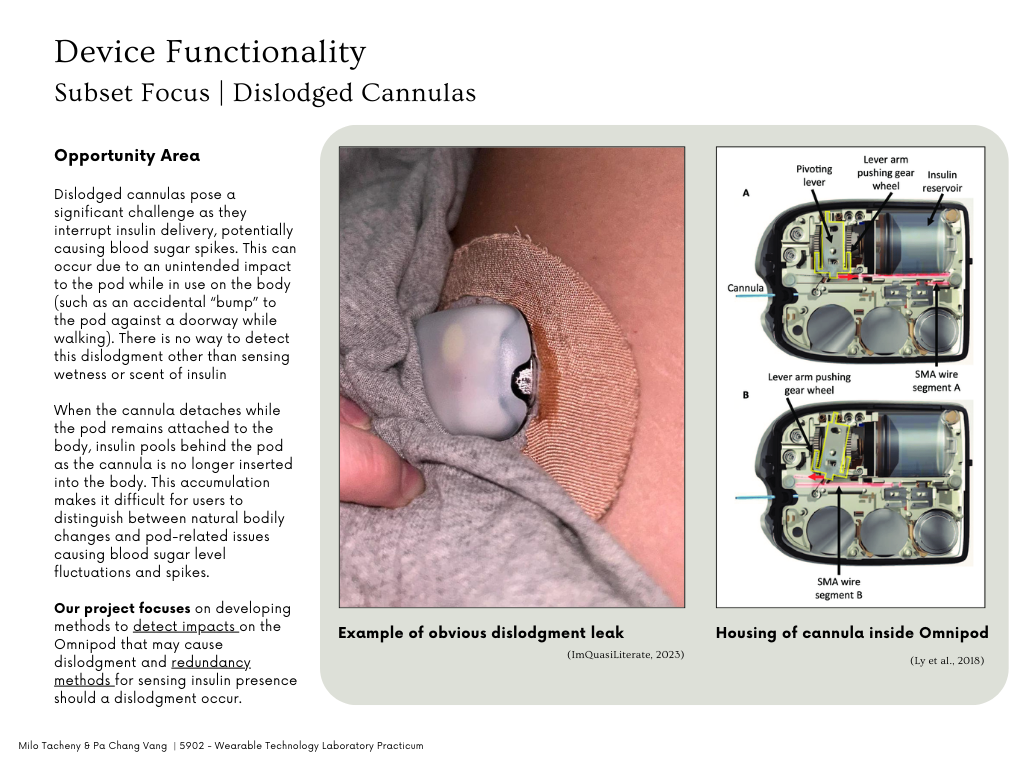 Device Functionality
Subset Focus | Dislodged Cannulas
Opportunity Area
Dislodged cannulas pose a
significant challenge as they
interrupt insulin delivery, potentially
causing blood sugar spikes. This can
occur due to an unintended impact
to the pod while in use on the body
(such as an accidental “bump” to
the pod against a doorway while
walking). There is no way to detect
this dislodgment other than sensing
wetness or scent of insulin
When the cannula detaches while
the pod remains attached to the
body, insulin pools behind the pod
as the cannula is no longer inserted
into the body. This accumulation
makes it difficult for users to
distinguish between natural bodily
changes and pod-related issues
causing blood sugar level
fluctuations and spikes.
Our project focuses on developing
methods to detect impacts on the
Omnipod that may cause
dislodgment and redundancy
methods for sensing insulin presence
should a dislodgment occur.
Example of obvious dislodgment leak
(ImQuasiLiterate, 2023)
A
Pivoting
lever
Lever arm
pushing gear
wheel
Insulin
reservoir
Cannula
SMA wire
segment A
B
Lever arm pushing
gear wheel
SMA wire
segment B
Housing of cannula inside Omnipod
(Ly et al., 2018)
Milo Tacheny & Pa Chang Vang | 5902 - Wearable Technology Laboratory Practicum